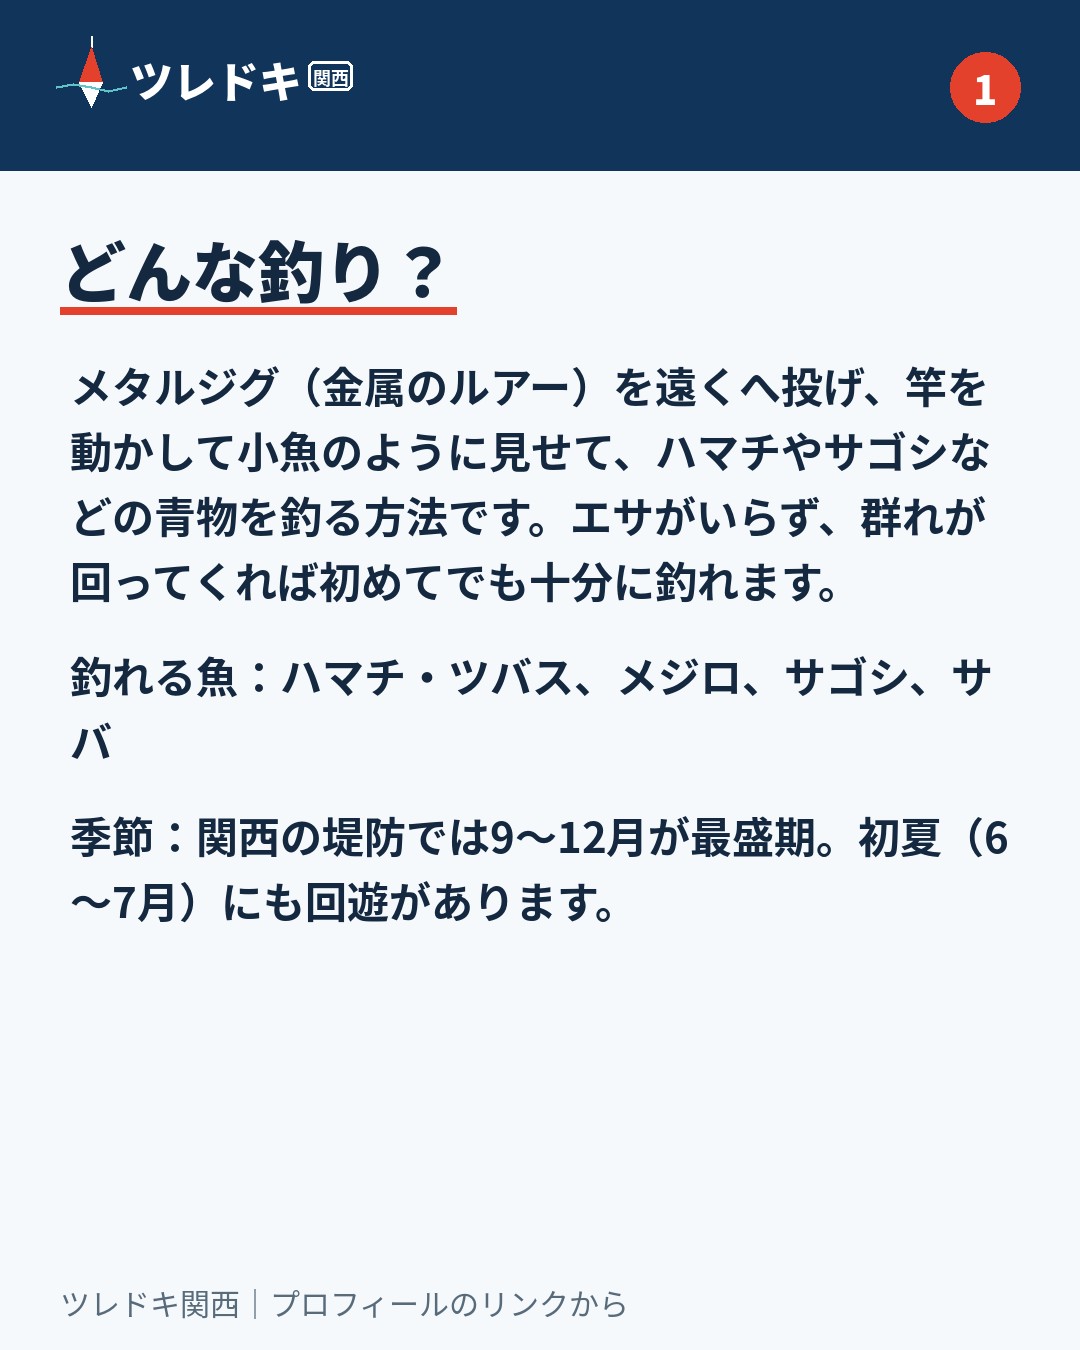 ツレドキ 関西
1
どんな釣り？
メタルジグ（金属のルアー）を遠くへ投げ、竿を
動かして小魚のように見せて、ハマチやサゴシな
どの青物を釣る方法です。エサがいらず、群れが
回ってくれば初めてでも十分に釣れます。
釣れる魚：ハマチ・ツバス、メジロ、サゴシ、サ
バ
季節：関西の堤防では9〜12月が最盛期。初夏（6
〜7月）にも回遊があります。
ツレドキ関西｜プロフィールのリンクから